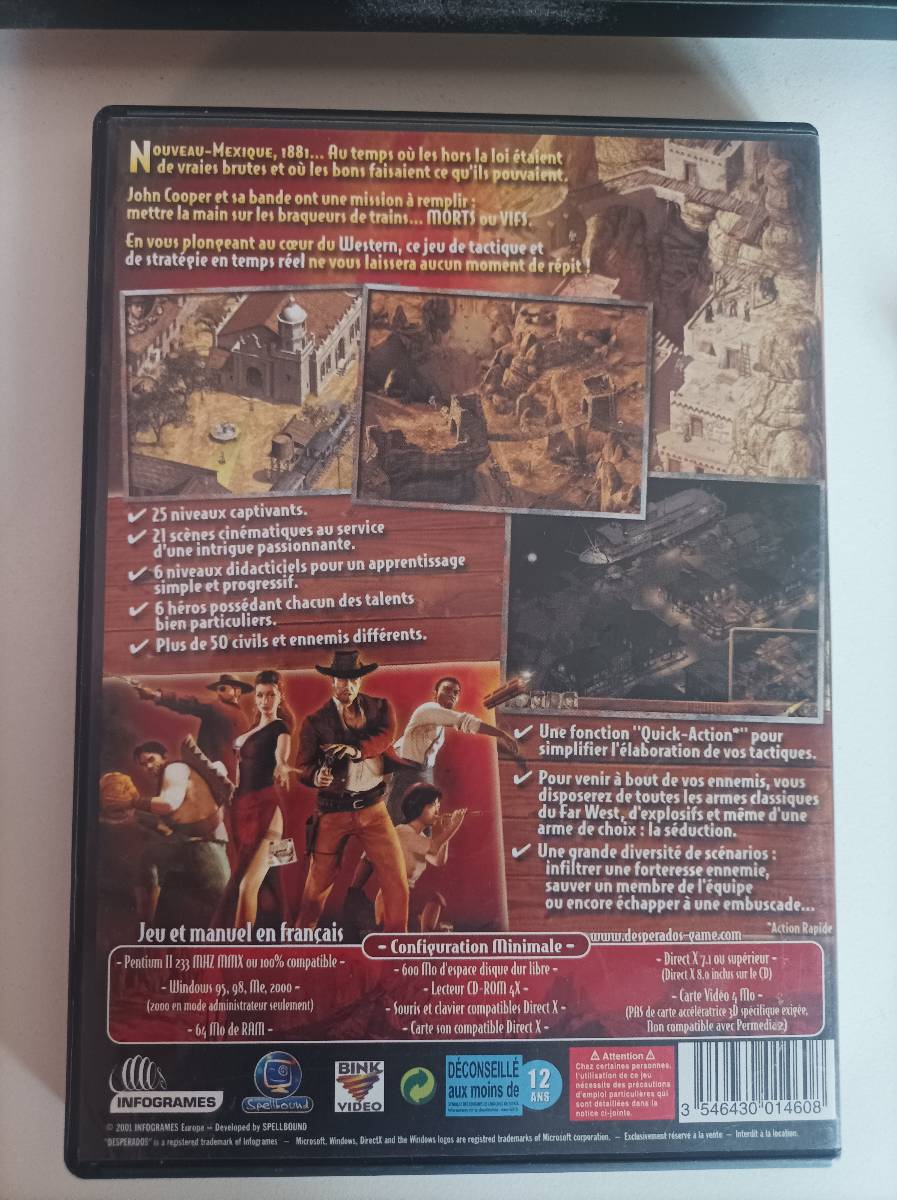 Nouveau-Mexique, 1881... Au temps où les hors la loi étaient
de vraies brutes et où les bons faisaient ce qu'ils pouvaient.
John Cooper et sa bande ont une mission à remplir :
mettre la main sur les braqueurs de trains... MORTS ou VIFS.
En vous plongeant au cœur du Western, ce jeu de tactique et
de stratégie en temps réel ne vous laissera aucun moment de répit !
✔ 25 niveaux captivants.
✔ 21 scènes cinématiques au service
d'une intrigue passionnante.
✔ 6 niveaux didacticiels pour un apprentissage
simple et progressif.
✔ 6 héros possédant chacun des talents
bien particuliers.
✔ Plus de 50 civils et ennemis différents.
✔ Une fonction "Quick-Action*" pour
simplifier l'élaboration de vos tactiques.
✔ Pour venir à bout de vos ennemis, vous
disposerez de toutes les armes classiques
du Far West, d'explosifs et même d'une
arme de choix : la séduction.
✔ Une grande diversité de scénarios :
infiltrer une forteresse ennemie,
sauver un membre de l'équipe
ou encore échapper à une embuscade...
*Action Rapide
Jeu et manuel en français
www.desperados-game.com
- Configuration Minimale -
- Pentium II 233 MHZ MMX ou 100% compatible -
- Windows 95, 98, Me, 2000 -
(2000 en mode administrateur seulement)
- 64 Mo de RAM -
- 600 Mo d'espace disque dur libre -
- Lecteur CD-ROM 4X -
- Souris et clavier compatibles Direct X -
- Carte son compatible Direct X -
- Direct X 7.1 ou supérieur -
(Direct X 8.0 inclus sur le CD)
- Carte Vidéo 4 Mo -
(PAS de carte accélératrice 3D spécifique exigée,
Non compatible avec Permedia 2)
INFOGRAMES
Spellbound
BINK
VIDEO
DÉCONSEILLÉ
aux moins de
12
ANS
⚠ Attention ⚠
Chez certaines personnes,
l'utilisation de ce jeu
nécessite des précautions
d'emploi particulières qui
sont détaillées dans la
notice ci-jointe.
3 546430 014608
© 2001 INFOGRAMES Europe – Developed by SPELLBOUND
"DESPERADOS" is a registered trademark of Infogrames - Microsoft, Windows, DirectX and the Windows logos are registred trademarks of Microsoft corporation. - Exclusivement réservé à la vente - Interdit à la location.